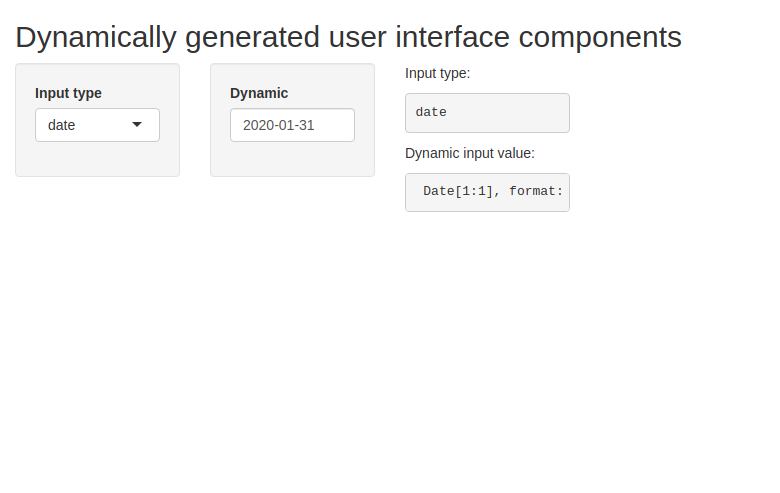 Dynamically generated user interface components
Input type
date
Dynamic
2020-01-31
Input type:
date
Dynamic input value:
Date[1:1], format: